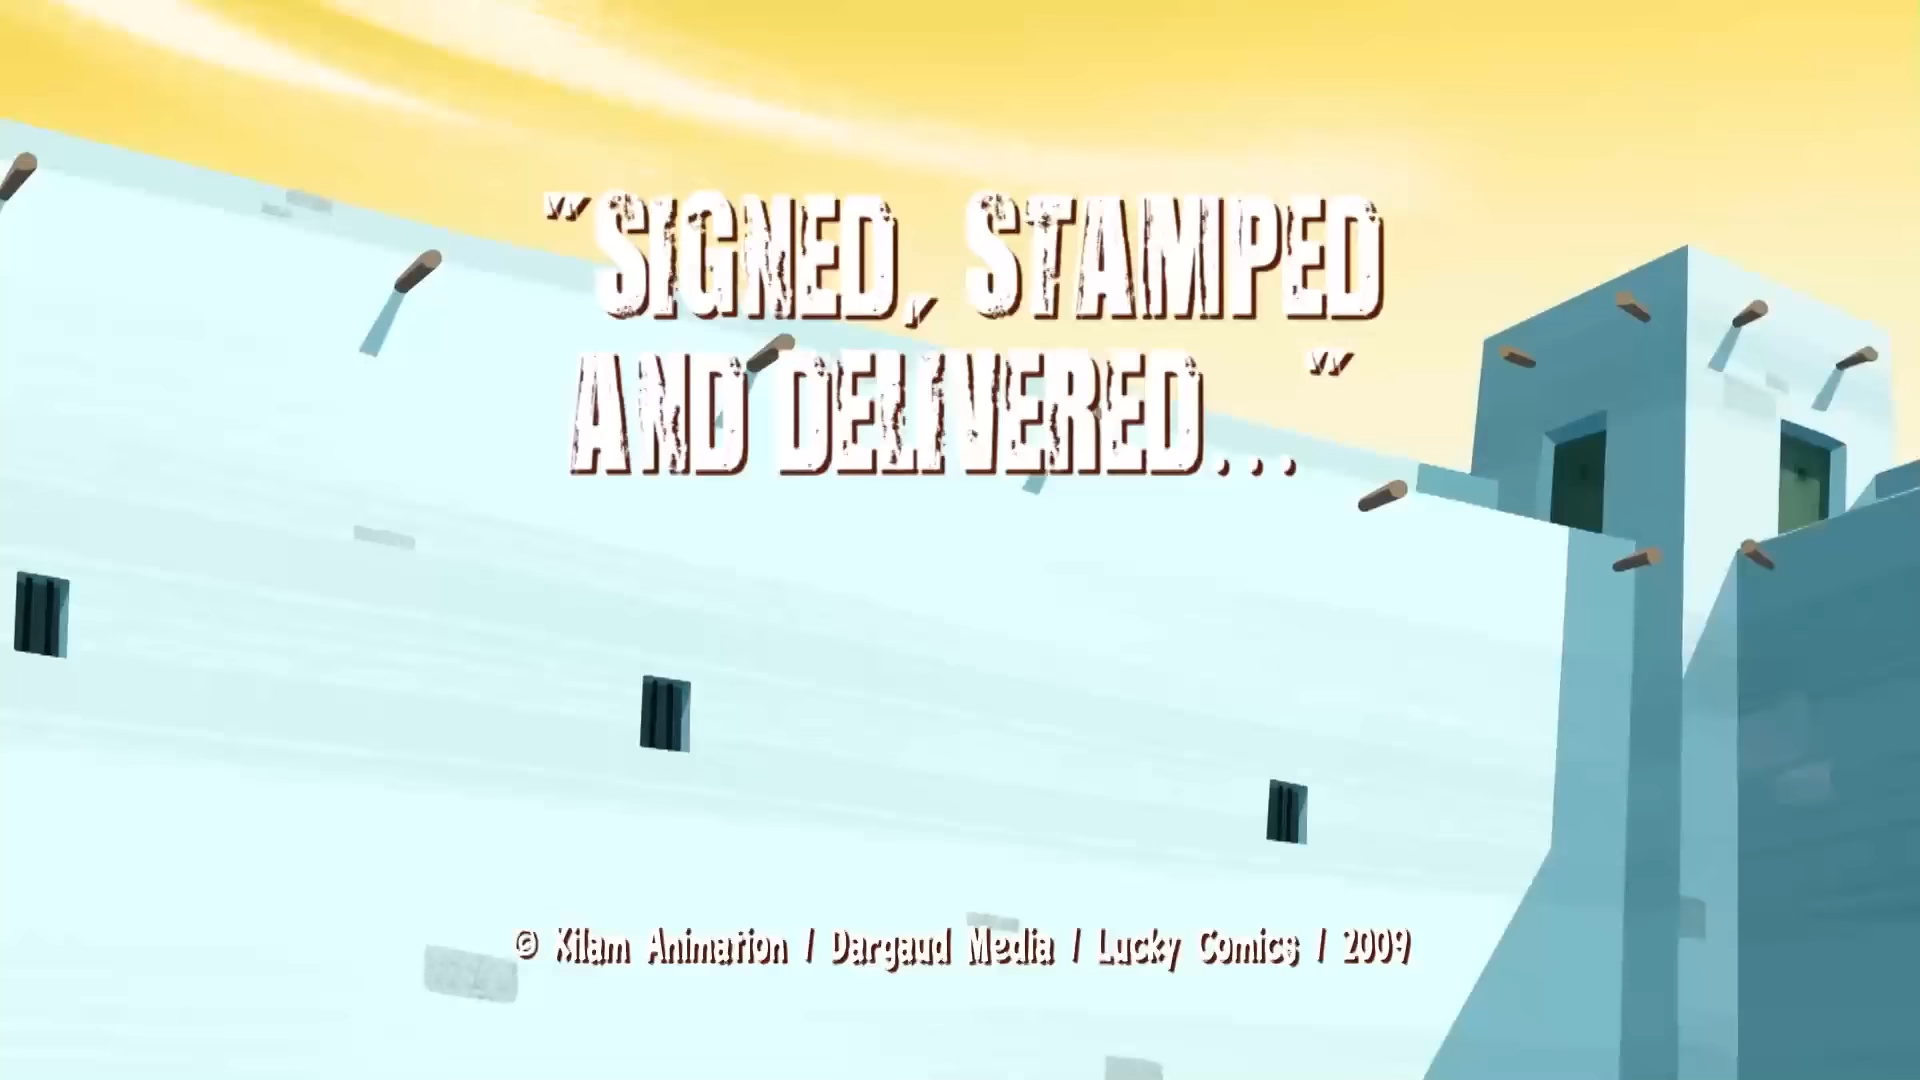 "SIGNED, STAMPED
AND DELIVERED..."
© Xilam Animation / Dargaud Media / Lucky Comics / 2009